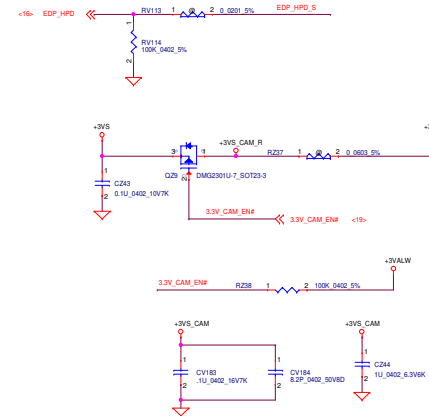 <16> EDP_HPD RV113 1 @ 2 0_0201_5% EDP_HPD_S
1
RV114
100K_0402_5%
2
+3VS
+3VS_CAM_R
3 1 RZ37 1 @ 2 0_0603_5%
QZ9 DMG2301U-7_SOT23-3
2
1
CZ43
0.1U_0402_10V7K
2
3.3V_CAM_EN# 3.3V_CAM_EN# <19>
+3VALW
3.3V_CAM_EN# RZ38 1 2 100K_0402_5%
+3VS_CAM +3VS_CAM
1 1 1
CV183 CV184 CZ44
.1U_0402_16V7K 8.2P_0402_50V8D 1U_0402_6.3V6K
2 2 2